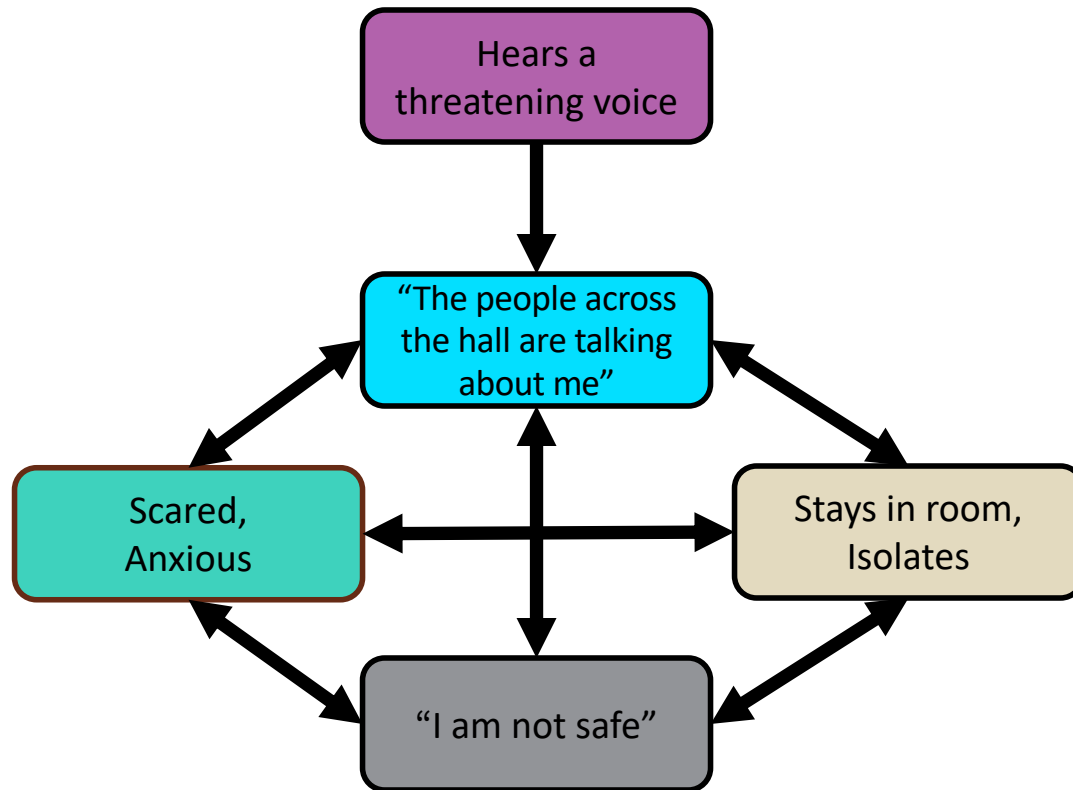 Hears a
threatening voice
“The people across
the hall are talking
about me”
Scared,
Anxious
Stays in room,
Isolates
“I am not safe”